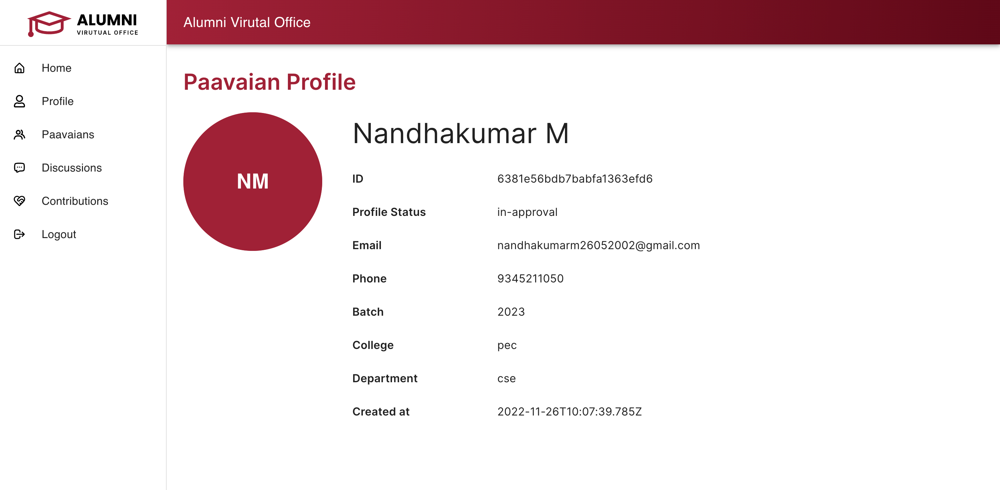 ALUMNI
VIRUTUAL OFFICE
Alumni Virutal Office
Home
Profile
Paavaians
Discussions
Contributions
Logout
Paavaian Profile
NM
Nandhakumar M
ID 6381e56bdb7babfa1363efd6
Profile Status in-approval
Email nandhakumarm26052002@gmail.com
Phone 9345211050
Batch 2023
College pec
Department cse
Created at 2022-11-26T10:07:39.785Z